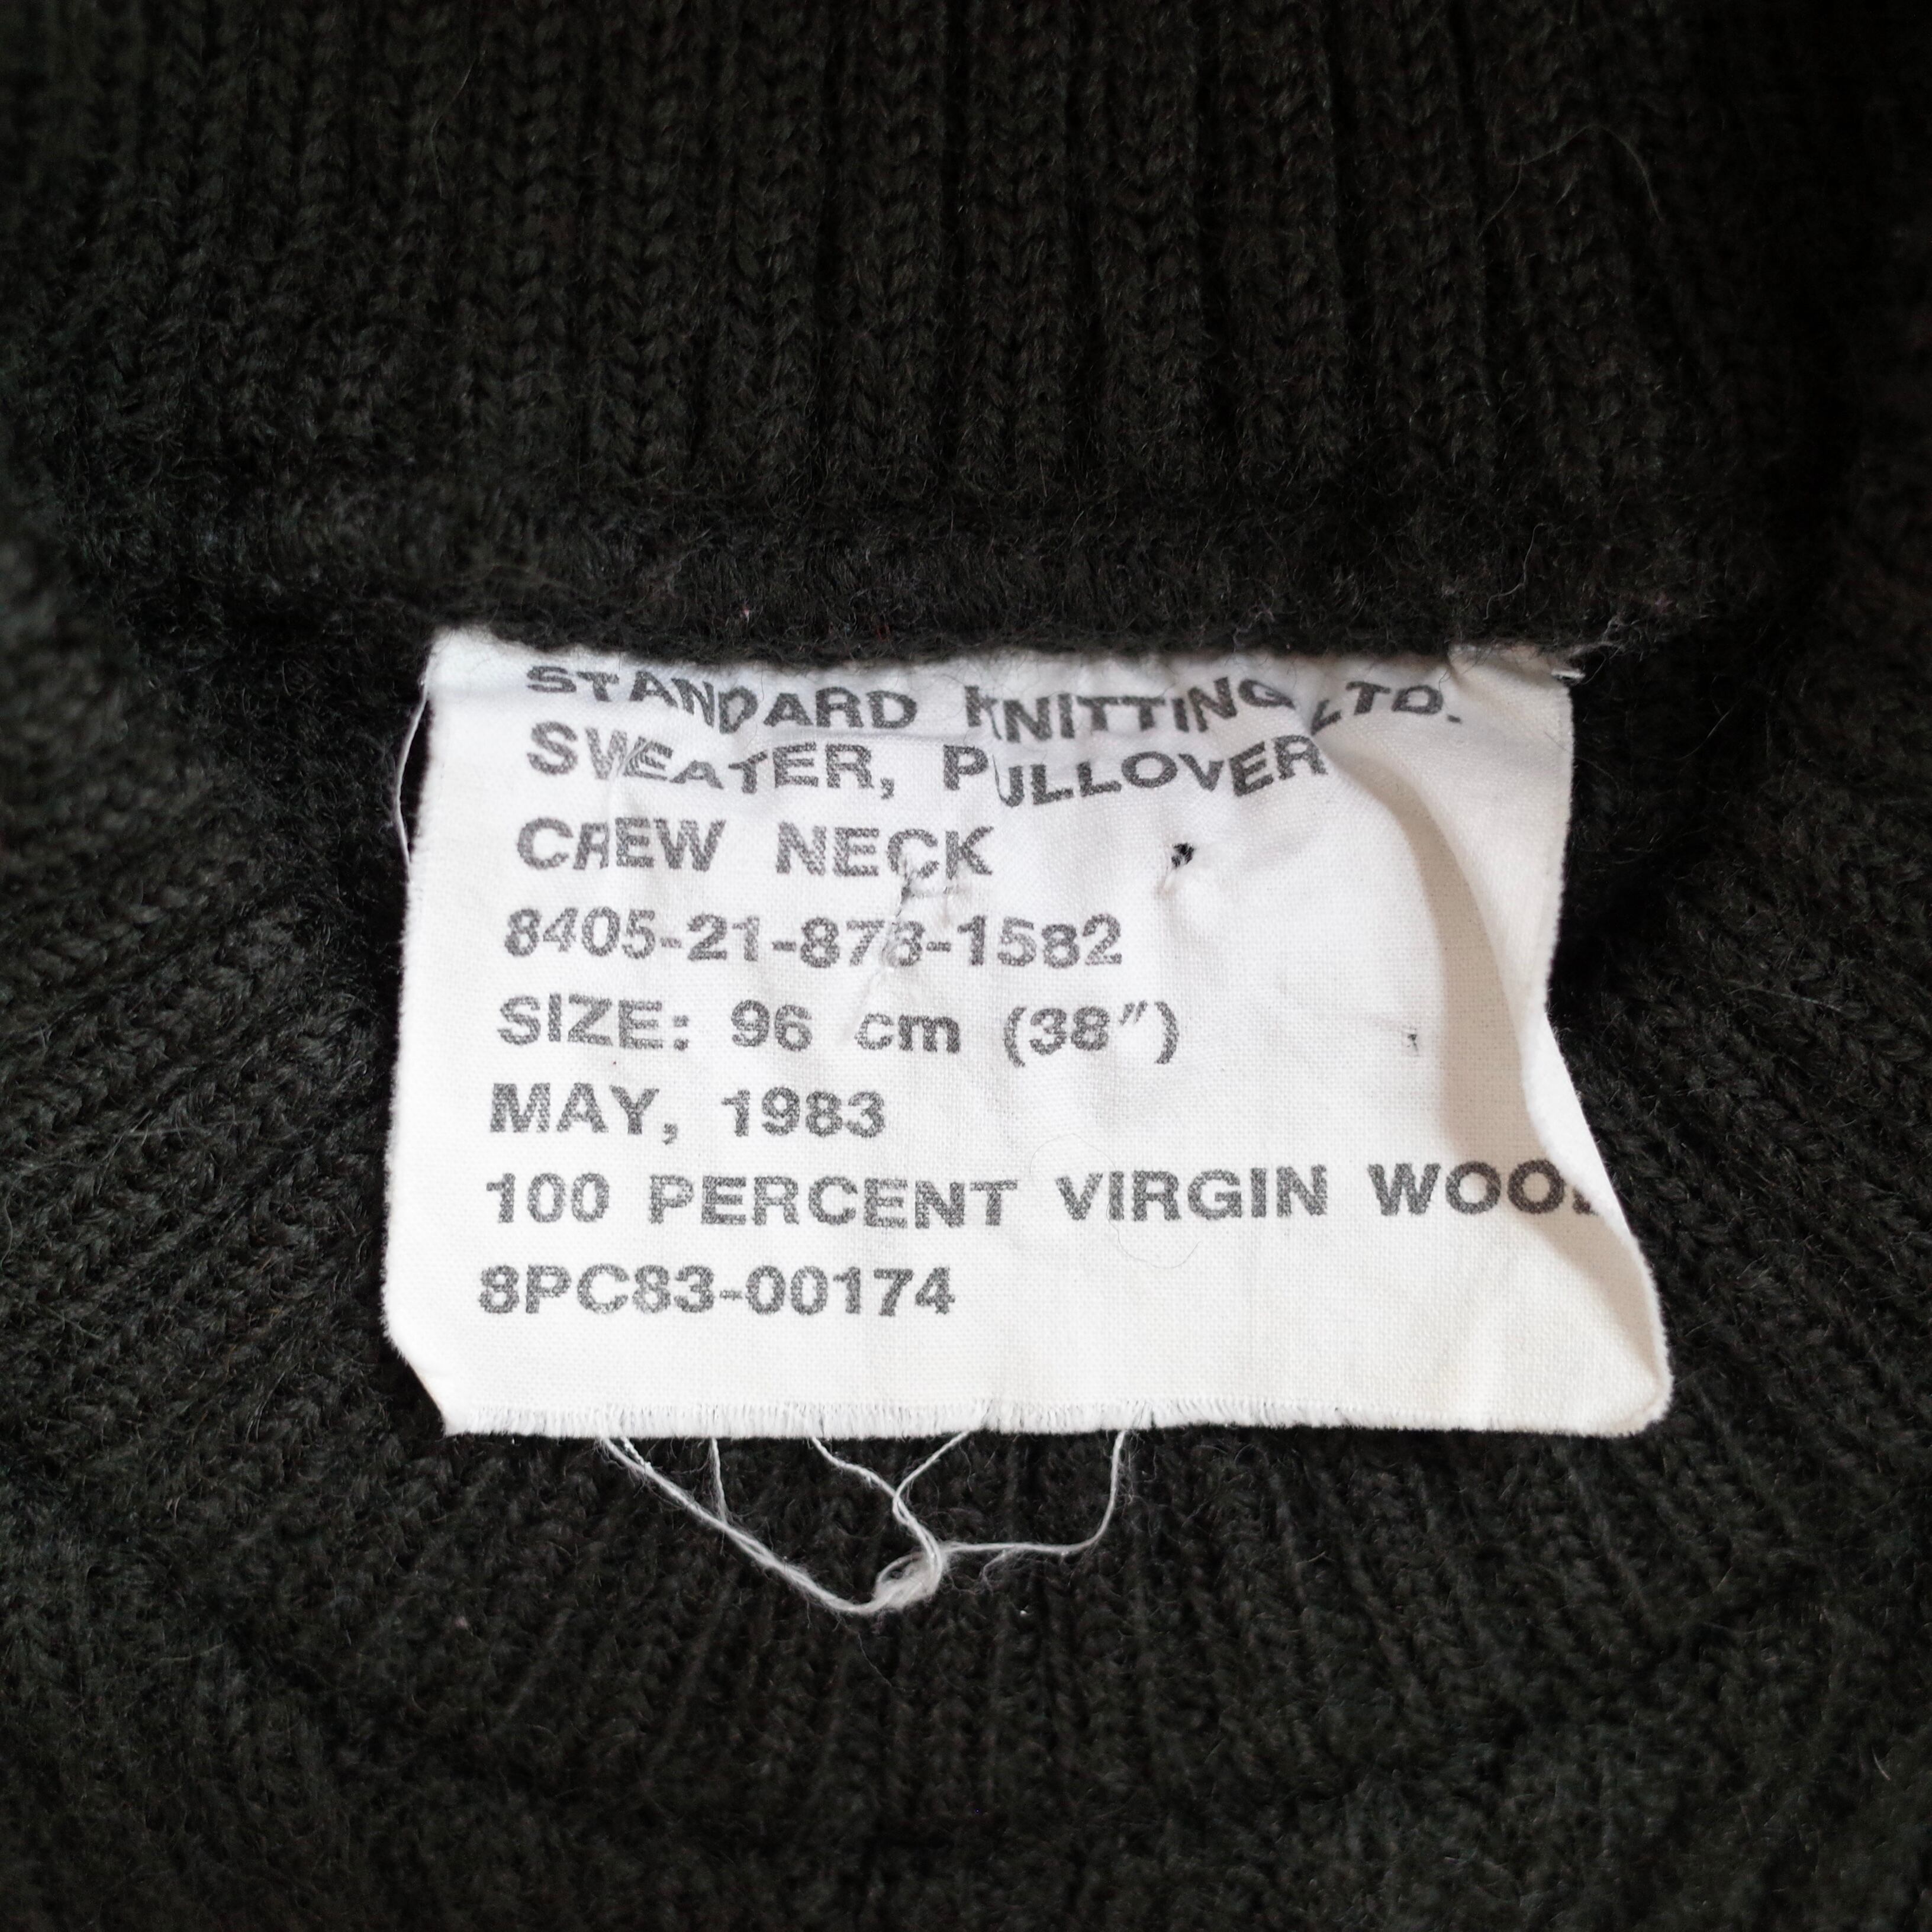 STANDARD KNITTING LTD.
SWEATER, PULLOVER
CREW NECK
8405-21-878-1582
SIZE: 96 cm (38")
MAY, 1983
100 PERCENT VIRGIN WOOL
8PC83-00174